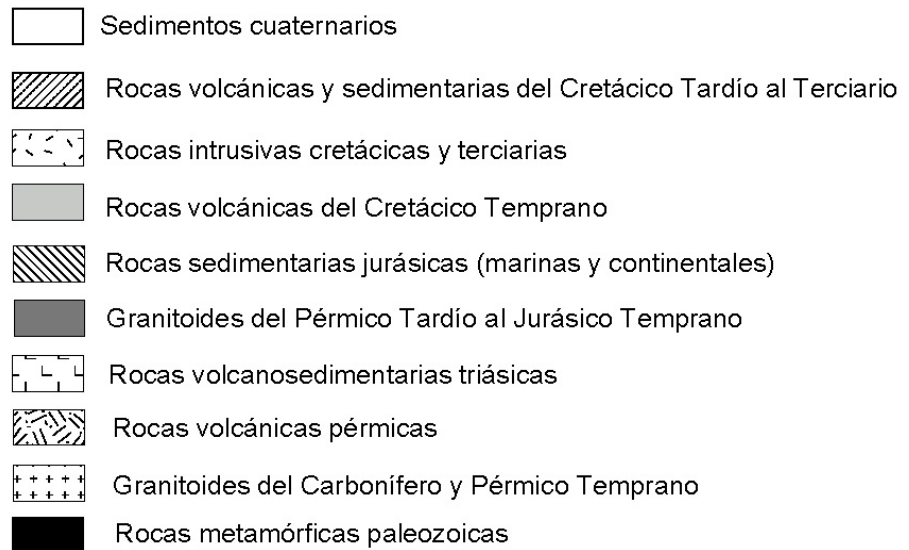 Sedimentos cuaternarios
Rocas volcánicas y sedimentarias del Cretácico Tardío al Terciario
Rocas intrusivas cretácicas y terciarias
Rocas volcánicas del Cretácico Temprano
Rocas sedimentarias jurásicas (marinas y continentales)
Granitoides del Pérmico Tardío al Jurásico Temprano
Rocas volcanosedimentarias triásicas
Rocas volcánicas pérmicas
Granitoides del Carbonífero y Pérmico Temprano
Rocas metamórficas paleozoicas